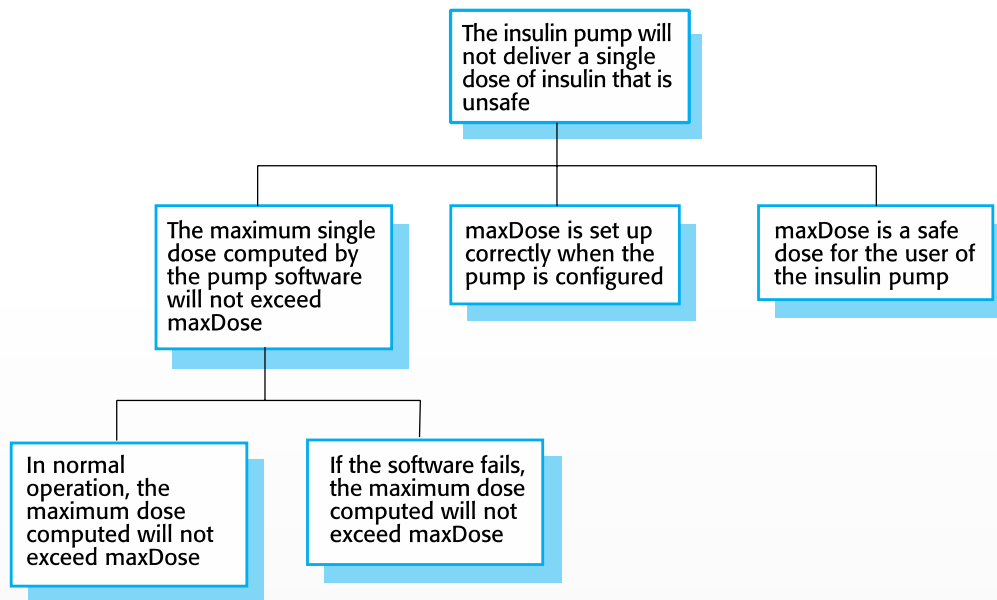 The insulin pump will
not deliver a single
dose of insulin that is
unsafe
The maximum single
dose computed by
the pump software
will not exceed
maxDose
maxDose is set up
correctly when the
pump is configured
maxDose is a safe
dose for the user of
the insulin pump
In normal
operation, the
maximum dose
computed will not
exceed maxDose
If the software fails,
the maximum dose
computed will not
exceed maxDose